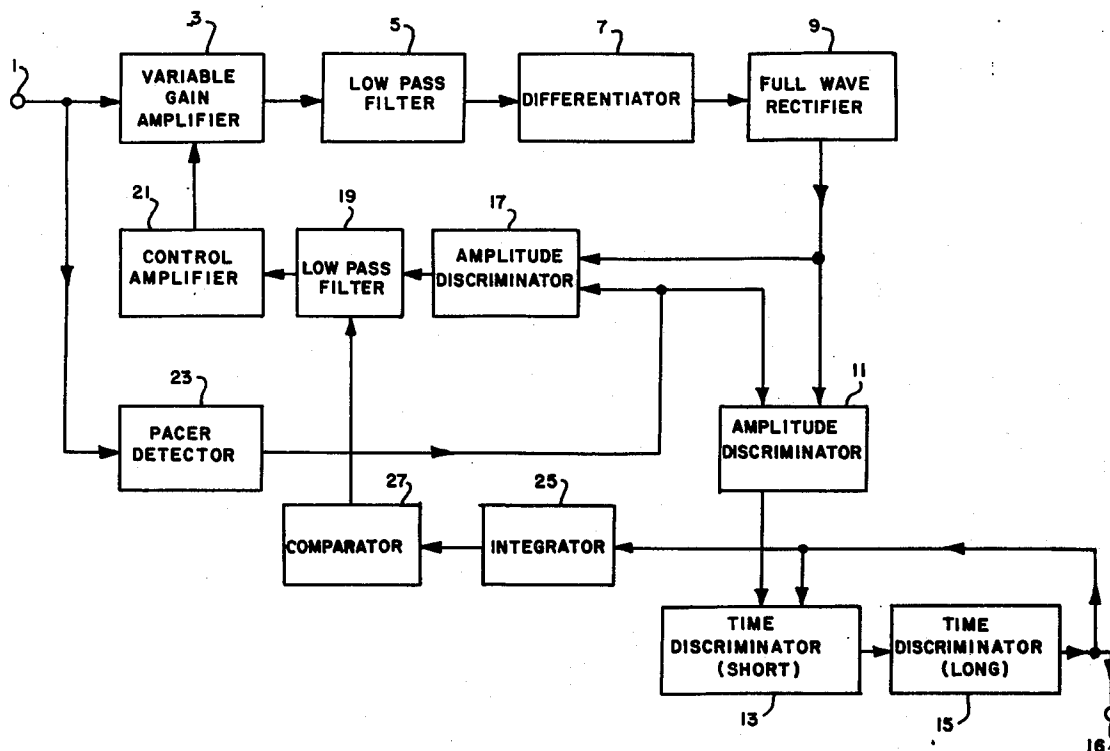 3
5
7
9
1
VARIABLE
GAIN
AMPLIFIER
LOW PASS
FILTER
DIFFERENTIATOR
FULL WAVE
RECTIFIER
21
19
17
CONTROL
AMPLIFIER
LOW PASS
FILTER
AMPLITUDE
DISCRIMINATOR
23
11
PACER
DETECTOR
AMPLITUDE
DISCRIMINATOR
27
25
COMPARATOR
INTEGRATOR
TIME
DISCRIMINATOR
(SHORT)
TIME
DISCRIMINATOR
(LONG)
13
15
16